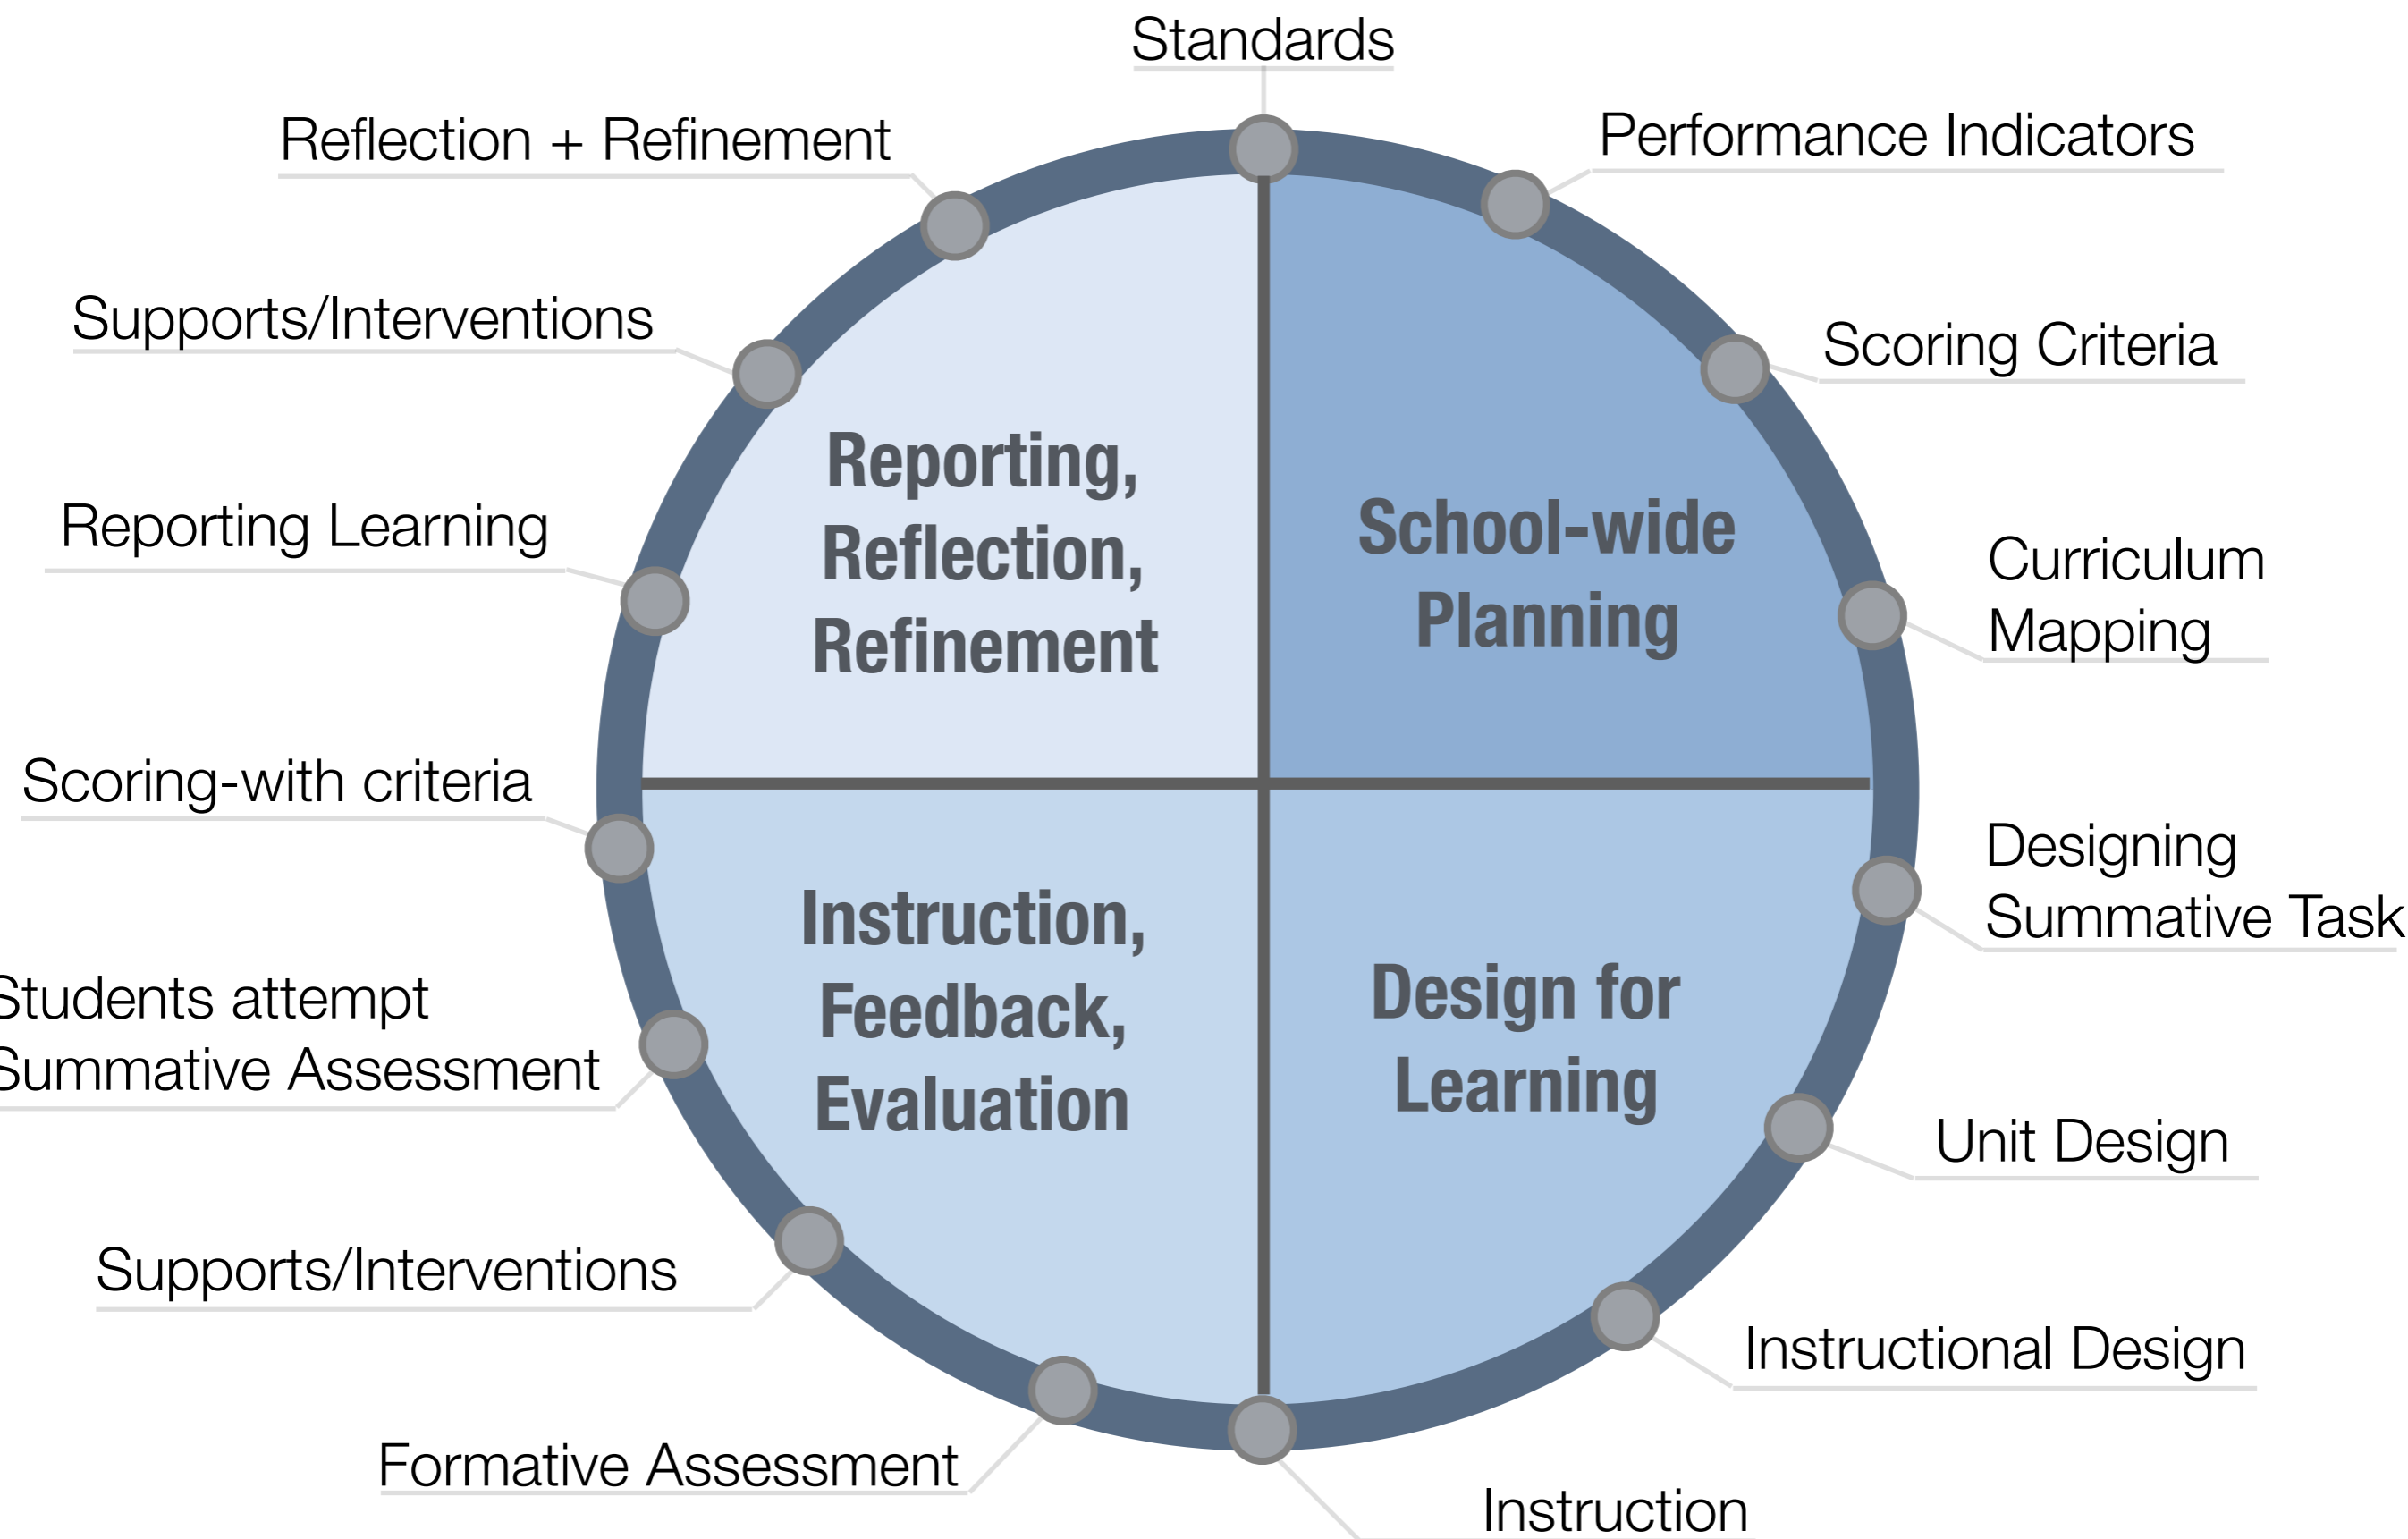 Standards
Performance Indicators
Scoring Criteria
Curriculum
Mapping
Designing
Summative Task
Unit Design
Instructional Design
Instruction
Formative Assessment
Supports/Interventions
Students attempt
Summative Assessment
Scoring-with criteria
Reporting Learning
Supports/Interventions
Reflection + Refinement
School-wide
Planning
Design for
Learning
Instruction,
Feedback,
Evaluation
Reporting,
Reflection,
Refinement